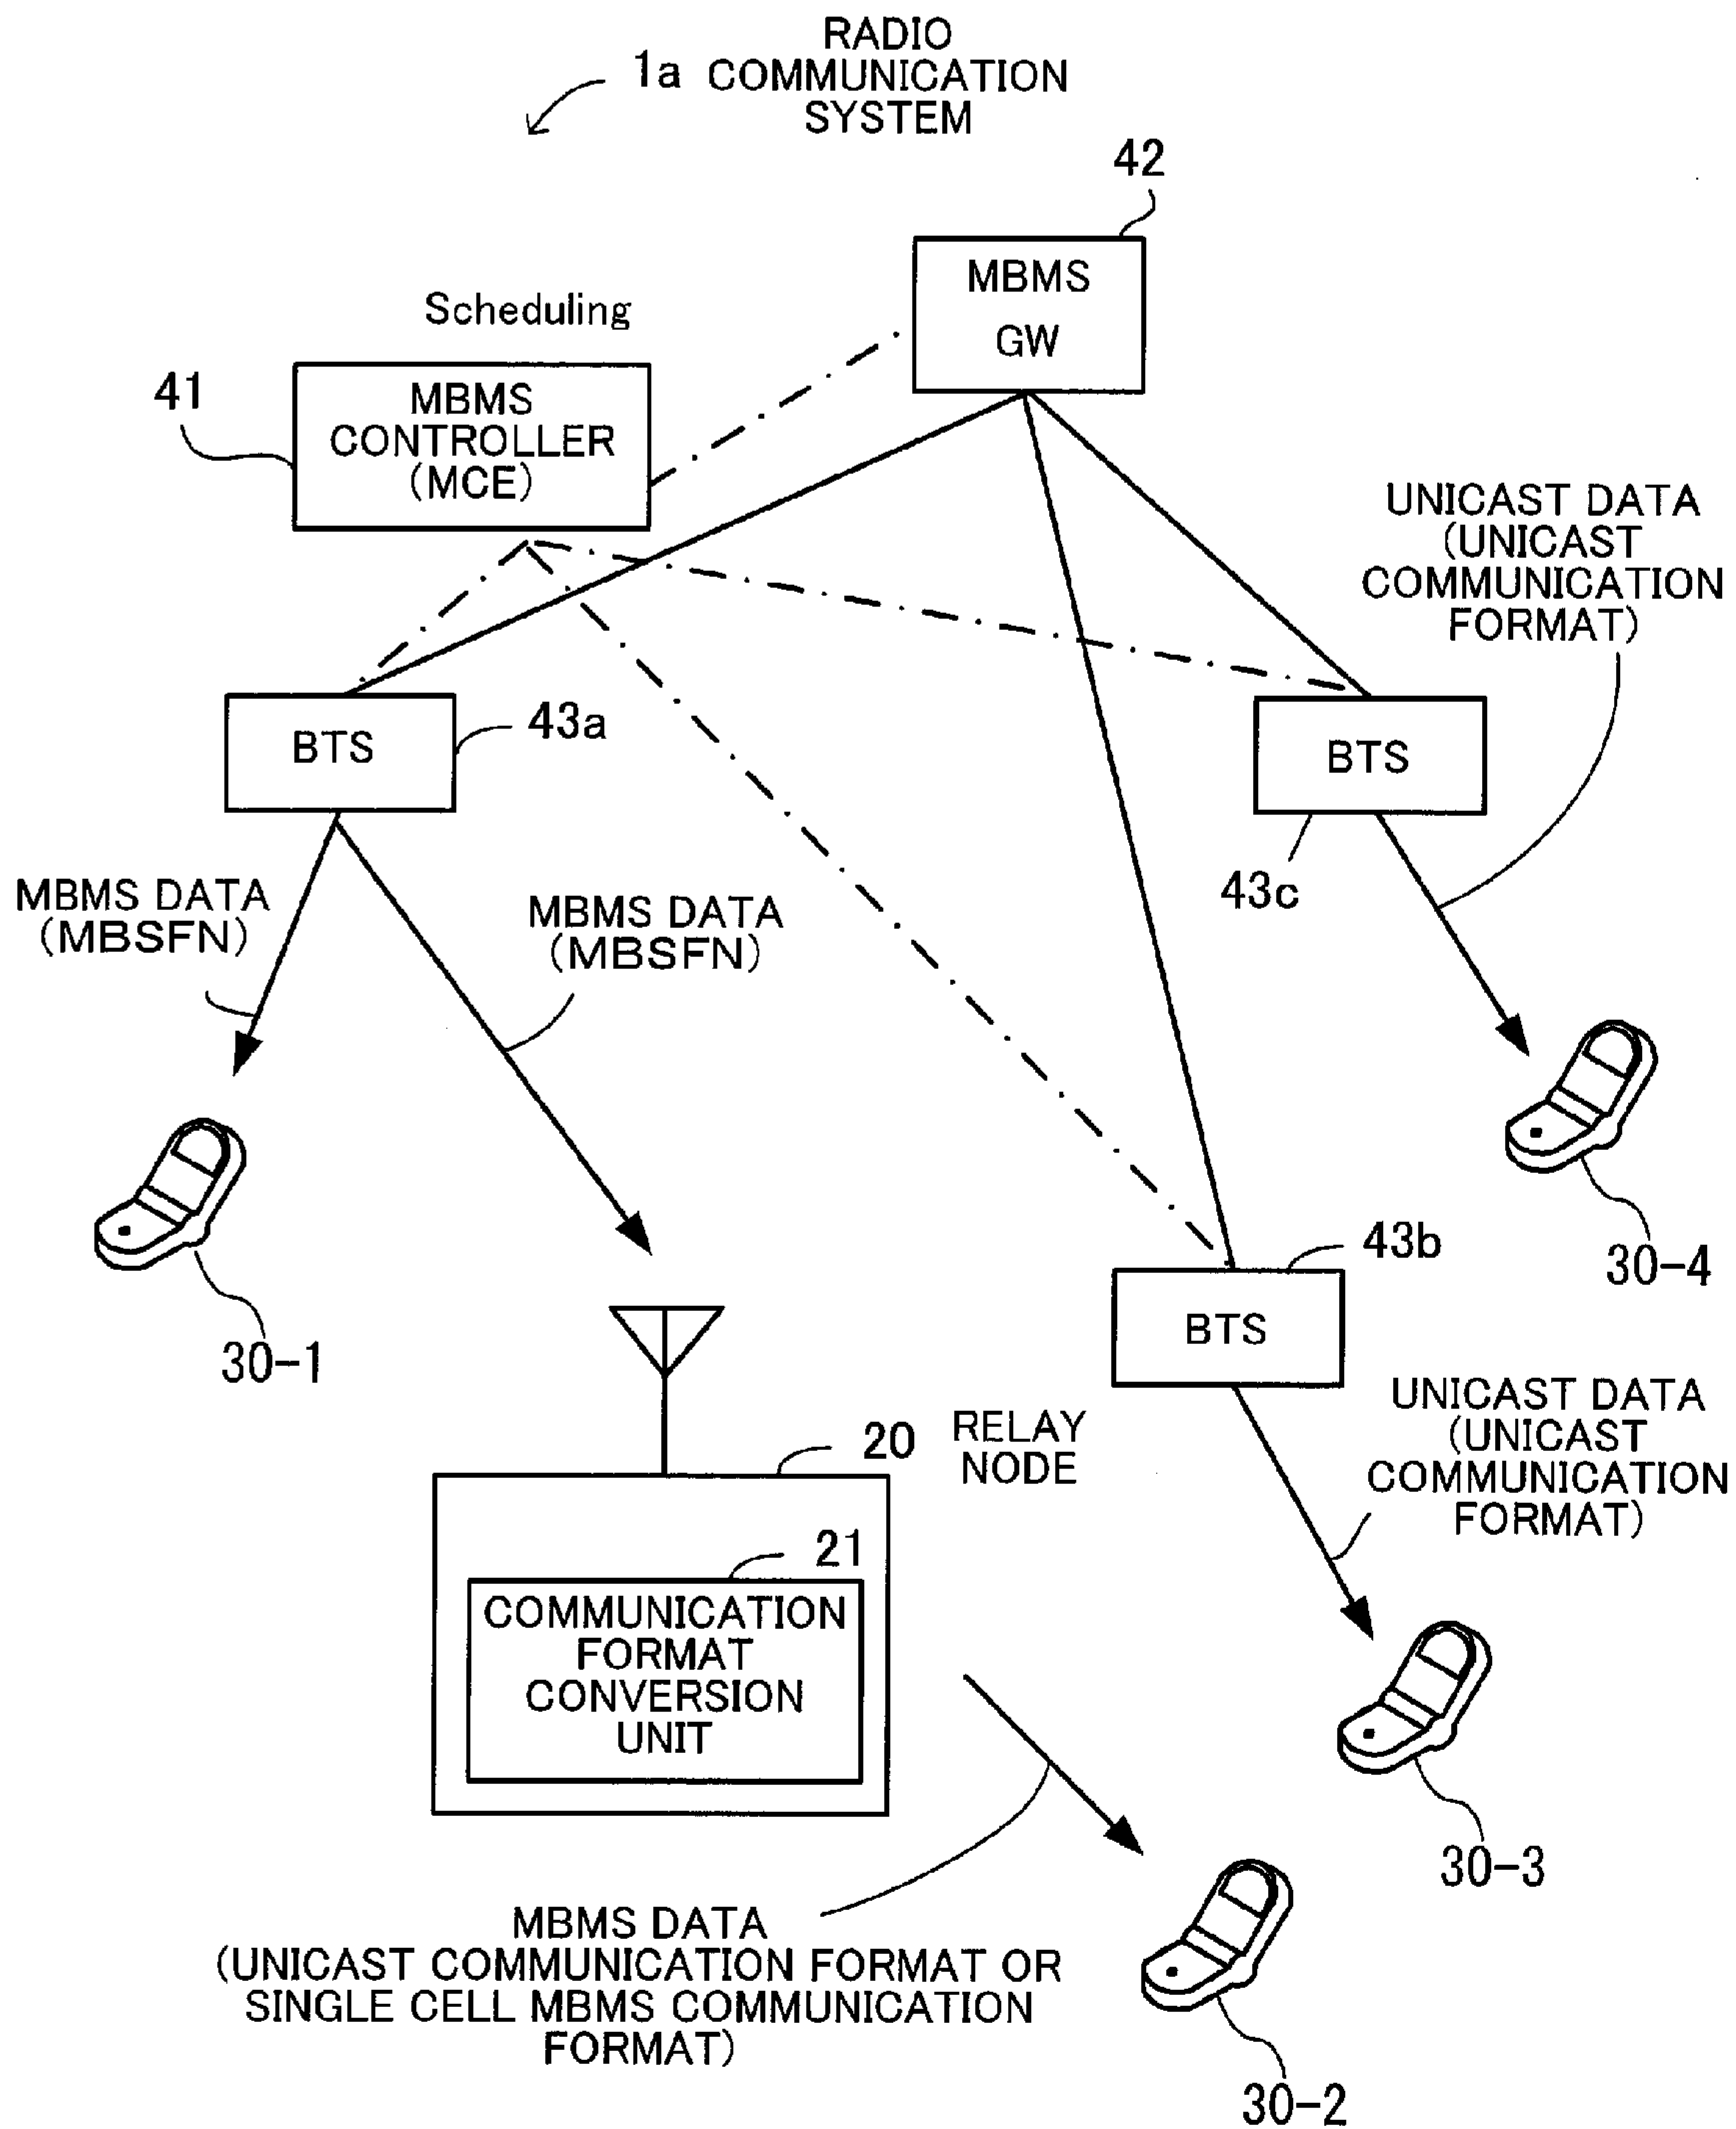 RADIO
1a COMMUNICATION
SYSTEM
42
MBMS
GW
Scheduling
41
MBMS
CONTROLLER
(MCE)
UNICAST DATA
(UNICAST
COMMUNICATION
FORMAT)
BTS
43a
BTS
43c
MBMS DATA
(MBSFN)
MBMS DATA
(MBSFN)
30-4
30-1
43b
BTS
UNICAST DATA
(UNICAST
COMMUNICATION
FORMAT)
20
RELAY
NODE
21
COMMUNICATION
FORMAT
CONVERSION
UNIT
30-3
MBMS DATA
(UNICAST COMMUNICATION FORMAT OR
SINGLE CELL MBMS COMMUNICATION
FORMAT)
30-2